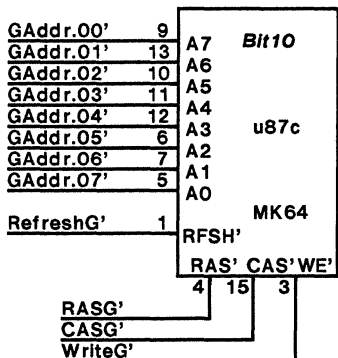 GAddr.00' 9 A7 Bit10
GAddr.01' 13 A6
GAddr.02' 10 A5
GAddr.03' 11 A4
GAddr.04' 12 A3 u87c
GAddr.05' 6 A2
GAddr.06' 7 A1
GAddr.07' 5 A0
MK64
RefreshG' 1 RFSH'
RAS' CAS' WE'
4 15 3
RASG'
CASG'
WriteG'